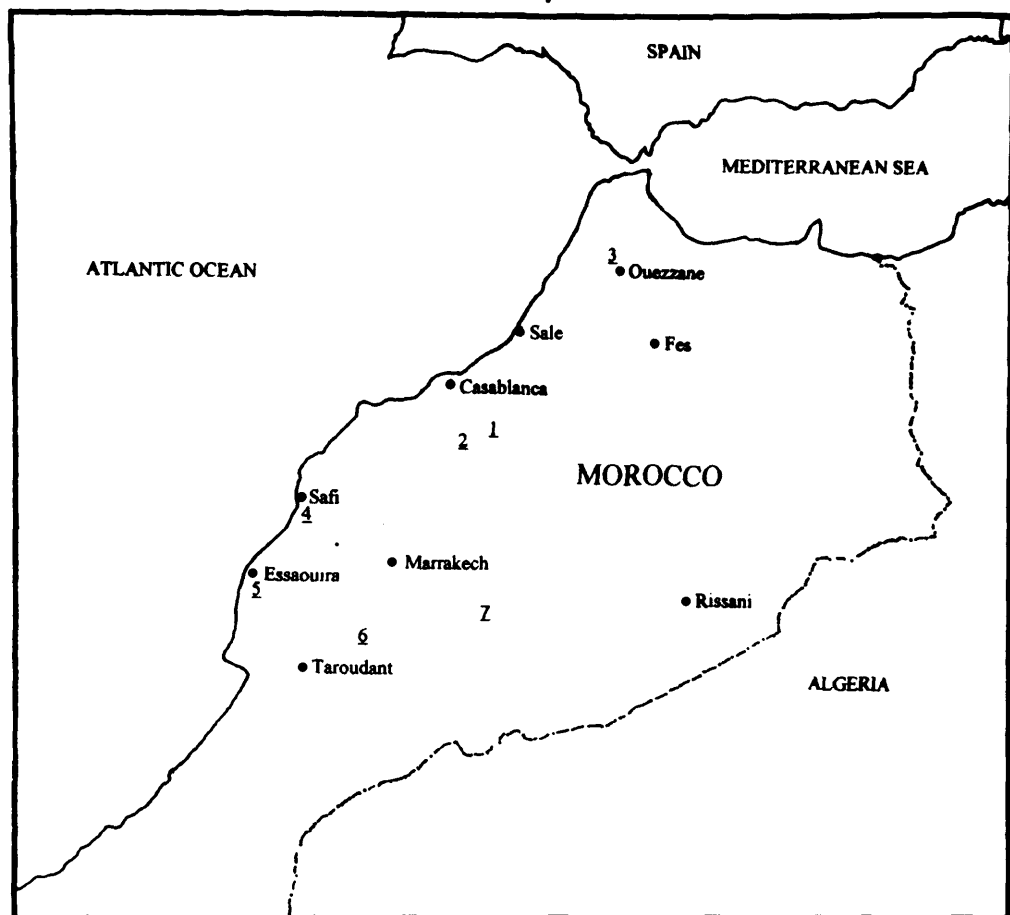 SPAIN
MEDITERRANEAN SEA
ATLANTIC OCEAN
3
Ouezzane
Sale
Fes
Casablanca
1
2
MOROCCO
Safi
4
Marrakech
Essaouira
5
Rissani
7
6
Taroudant
ALGERIA